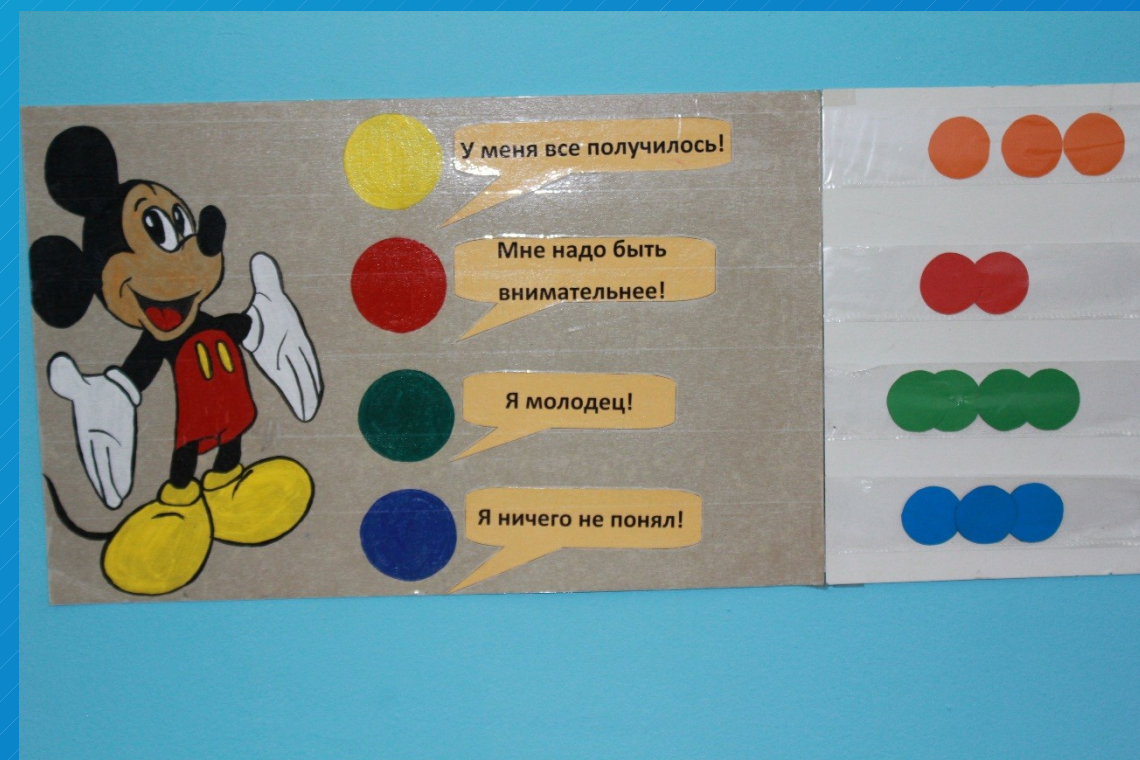 У меня все получилось!
Мне надо быть
внимательнее!
Я молодец!
Я ничего не понял!